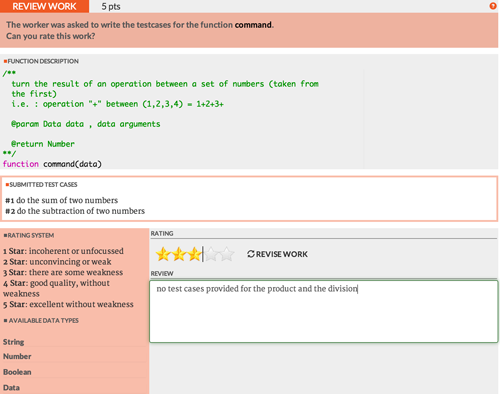 REVIEW WORK 5 pts ?
The worker was asked to write the testcases for the function command.
Can you rate this work?
FUNCTION DESCRIPTION
/**
turn the result of an operation between a set of numbers (taken from
the first)
i.e. : operation "+" between (1,2,3,4) = 1+2+3+
@param Data data , data arguments
@return Number
**/
function command(data)
SUBMITTED TEST CASES
#1 do the sum of two numbers
#2 do the subtraction of two numbers
RATING SYSTEM
1 Star: incoherent or unfocussed
2 Star: unconvincing or weak
3 Star: there are some weakness
4 Star: good quality, without
weakness
5 Star: excellent without weakness
AVAILABLE DATA TYPES
String
Number
Boolean
Data
RATING
REVISE WORK
REVIEW
no test cases provided for the product and the division